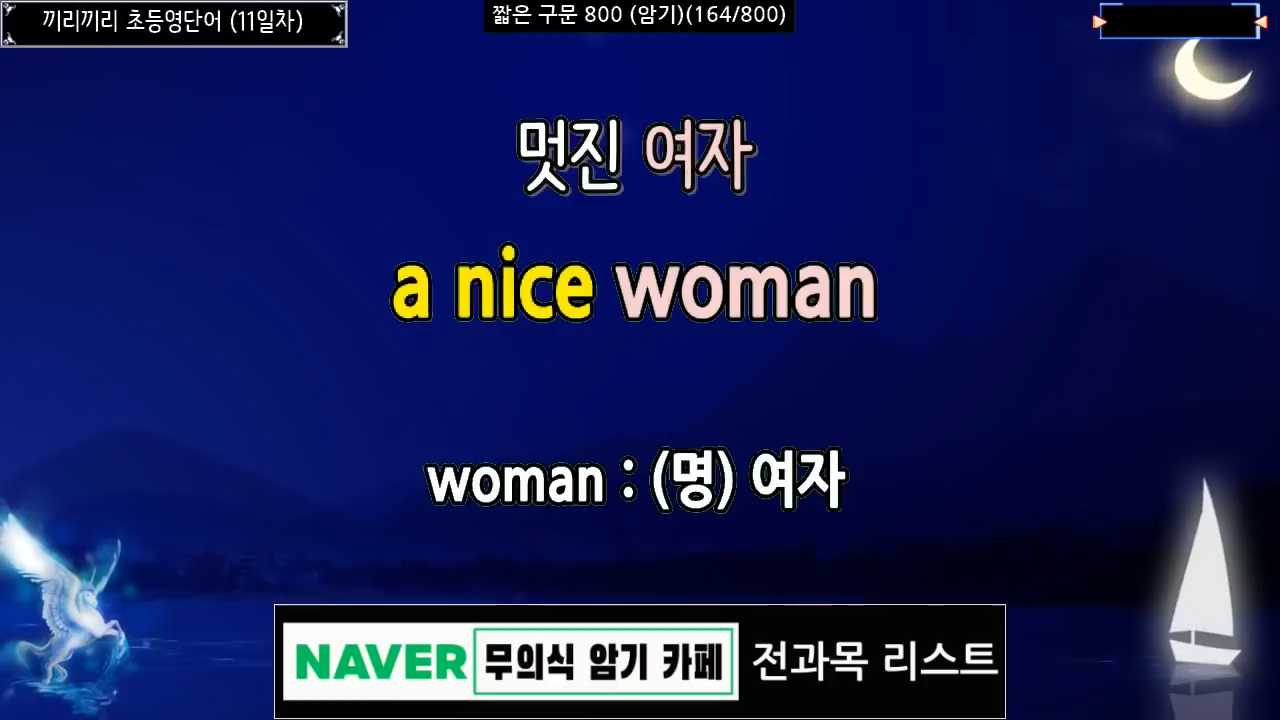 끼리끼리 초등영단어 (11일차)
짧은 구문 800 (암기)(164/800)
멋진 여자
a nice woman
woman : (명) 여자
NAVER 무의식 암기 카페 전과목 리스트